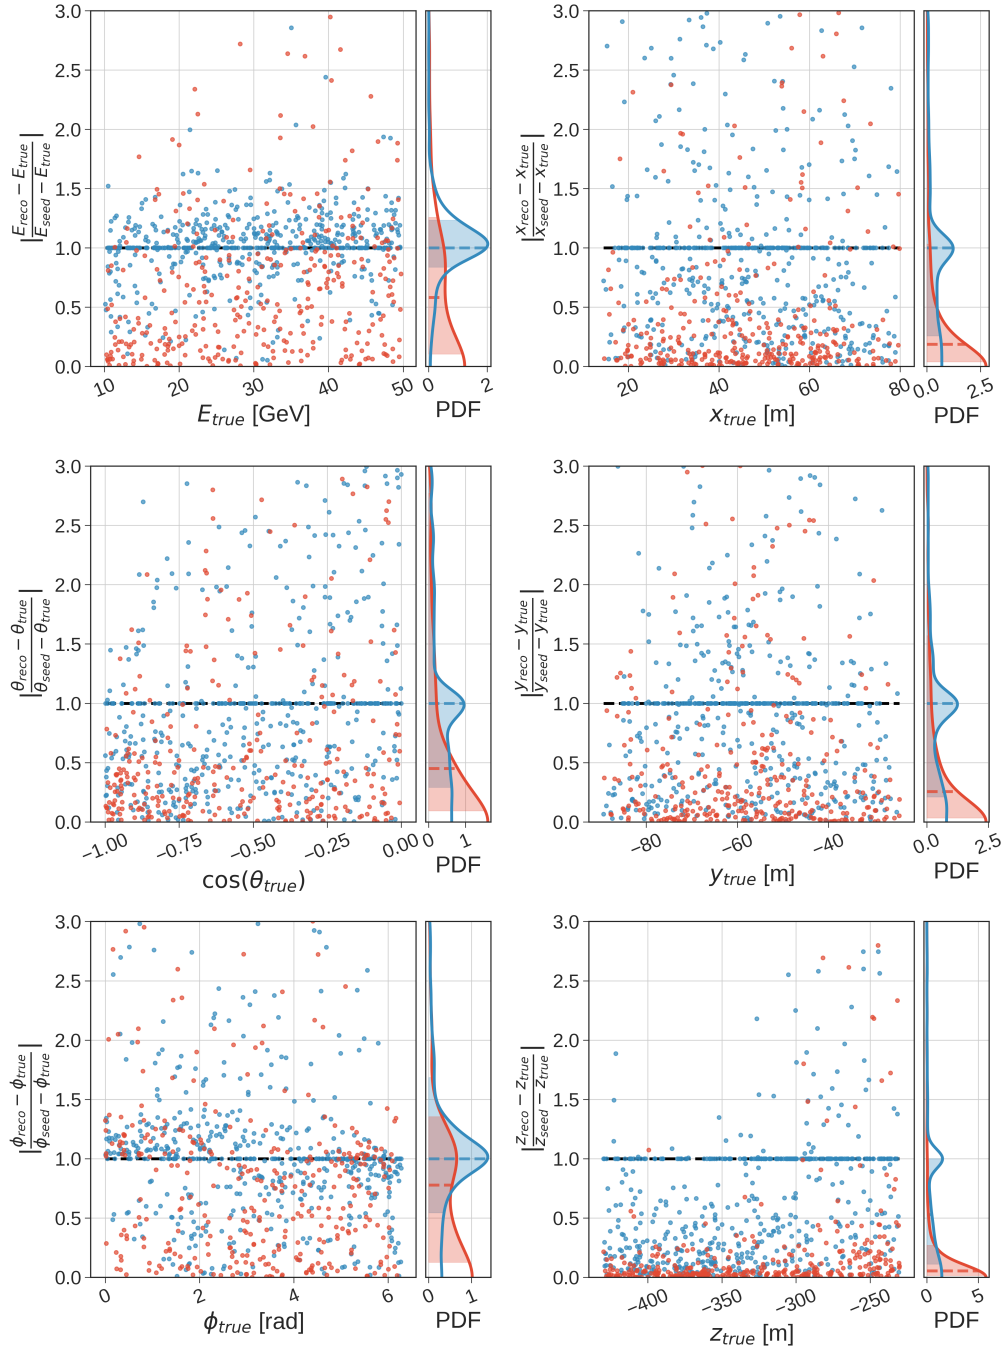 3.0
2.5
2.0
1.5
1.0
0.5
0.0
|E_reco − E_true / E_seed − E_true|
10 20 30 40 50
E_true [GeV]
0 2
PDF
3.0
2.5
2.0
1.5
1.0
0.5
0.0
|x_reco − x_true / x_seed − x_true|
20 40 60 80
x_true [m]
0.0 2.5
PDF
3.0
2.5
2.0
1.5
1.0
0.5
0.0
|θ_reco − θ_true / θ_seed − θ_true|
−1.00 −0.75 −0.50 −0.25 0.00
cos(θ_true)
0 1
PDF
3.0
2.5
2.0
1.5
1.0
0.5
0.0
|y_reco − y_true / y_seed − y_true|
−80 −60 −40
y_true [m]
0.0 2.5
PDF
3.0
2.5
2.0
1.5
1.0
0.5
0.0
|ϕ_reco − ϕ_true / ϕ_seed − ϕ_true|
0 2 4 6
ϕ_true [rad]
0 1
PDF
3.0
2.5
2.0
1.5
1.0
0.5
0.0
|z_reco − z_true / z_seed − z_true|
−400 −350 −300 −250
z_true [m]
0 5
PDF